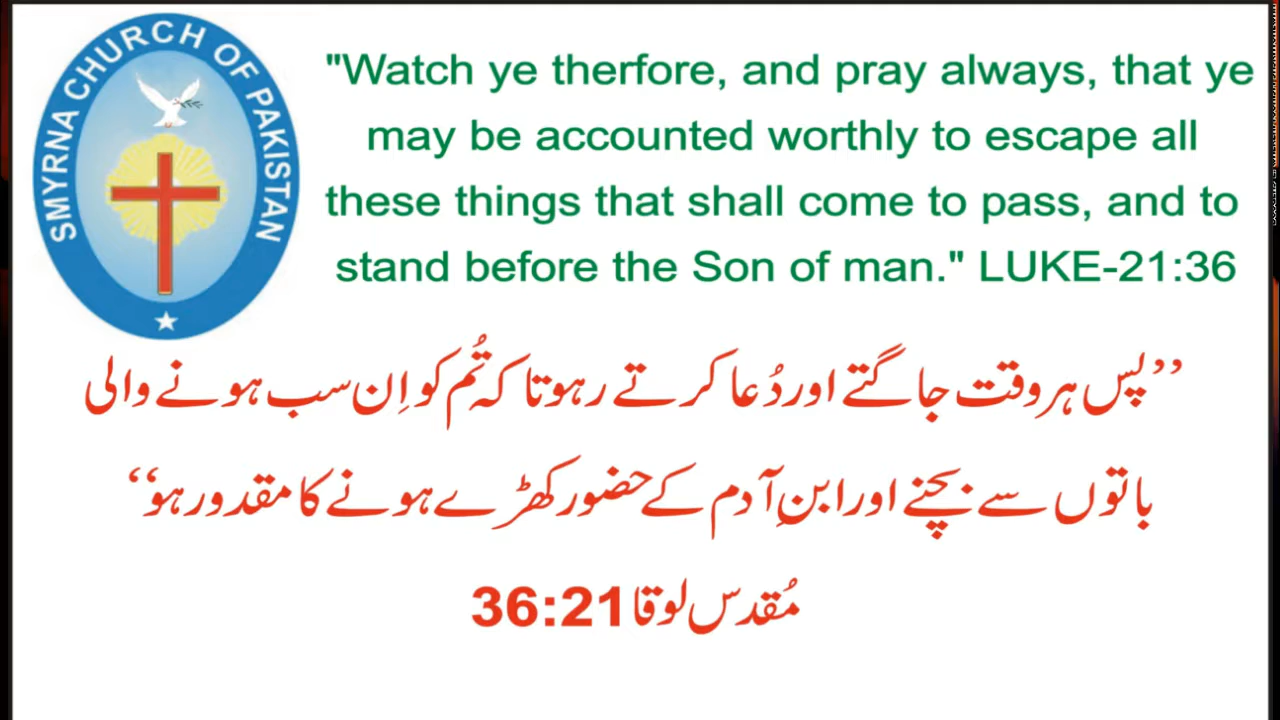 SMYRNA CHURCH OF PAKISTAN
"Watch ye therfore, and pray always, that ye
may be accounted worthly to escape all
these things that shall come to pass, and to
stand before the Son of man." LUKE-21:36
’’پس ہر وقت جاگتے اور دُعا کرتے رہو تا کہ تُم کو اِن سب ہونے والی
باتوں سے بچنے اور ابنِ آدم کے حضور کھڑے ہونے کا مقدور ہو‘‘
مُقدس لوقا 36:21